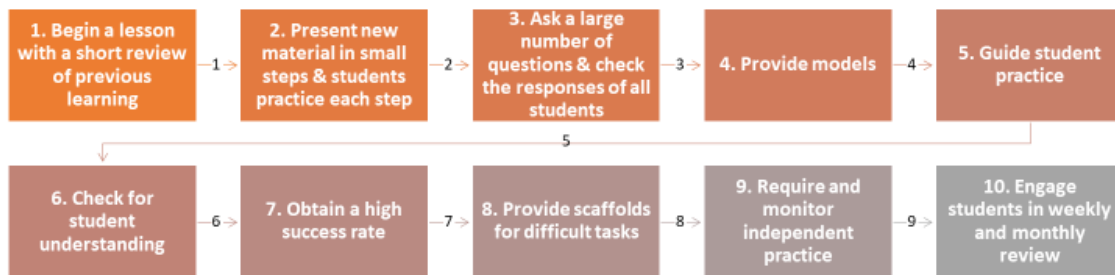 1. Begin a lesson
with a short review
of previous
learning
1
2. Present new
material in small
steps & students
practice each step
2
3. Ask a large
number of
questions & check
the responses of all
students
3
4. Provide models
4
5. Guide student
practice
5
6. Check for
student
understanding
6
7. Obtain a high
success rate
7
8. Provide scaffolds
for difficult tasks
8
9. Require and
monitor
independent
practice
9
10. Engage
students in weekly
and monthly
review